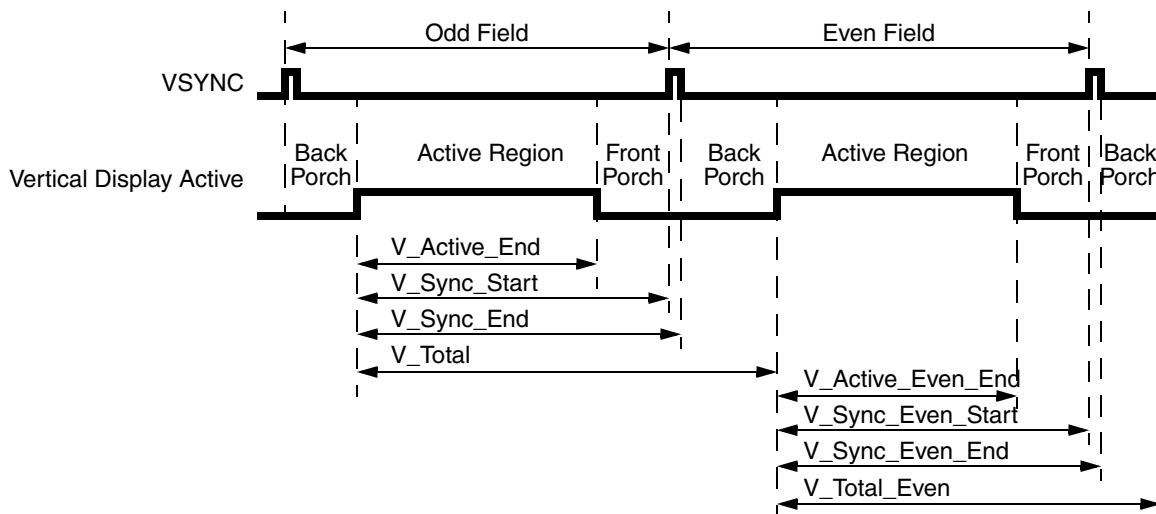 Odd Field
Even Field
VSYNC
Back
Porch
Active Region
Front
Porch
Back
Porch
Active Region
Front
Porch
Back
Porch
Vertical Display Active
V_Active_End
V_Sync_Start
V_Sync_End
V_Total
V_Active_Even_End
V_Sync_Even_Start
V_Sync_Even_End
V_Total_Even